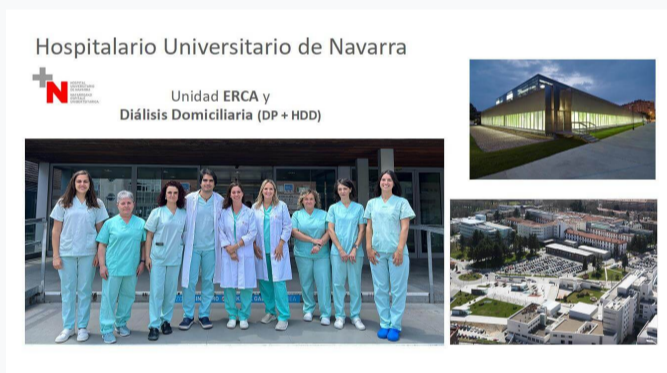 Hospitalario Universitario de Navarra
N
Unidad ERCA y
Diálisis Domiciliaria (DP + HDD)